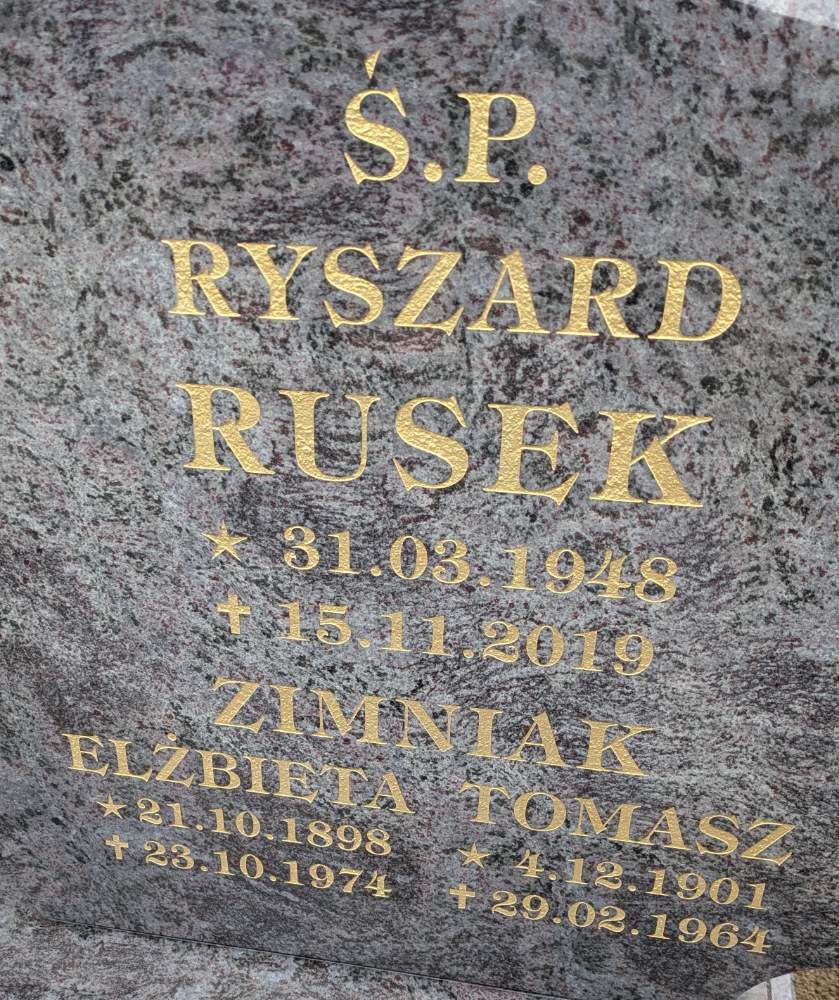 Ś.P.
RYSZARD
RUSEK
★ 31.03.1948
✝ 15.11.2019
ZIMNIAK
ELŻBIETA
★ 21.10.1898
✝ 23.10.1974
TOMASZ
★ 4.12.1901
✝ 29.02.1964